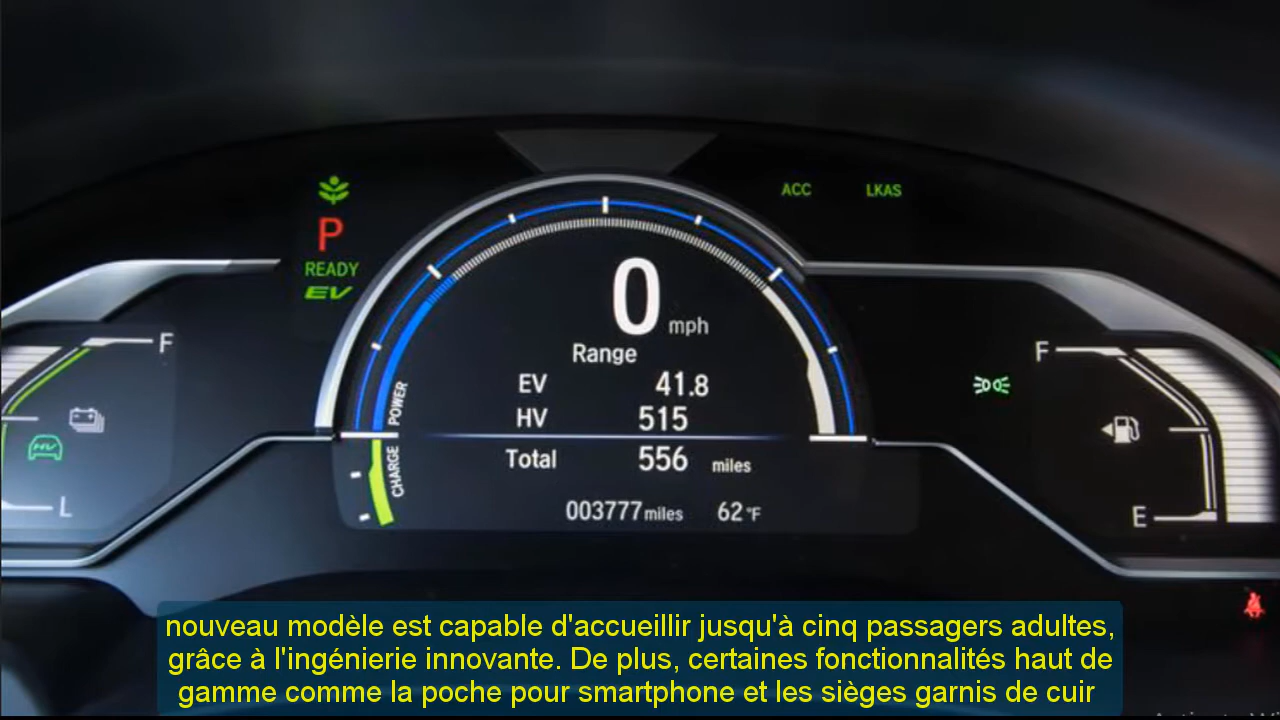 ACC LKAS
P
READY
EV
0 mph
Range
F
F
EV 41.8
HV 515
POWER
HV
Total 556 miles
CHARGE
L
E
003777 miles 62°F
nouveau modèle est capable d'accueillir jusqu'à cinq passagers adultes,
grâce à l'ingénierie innovante. De plus, certaines fonctionnalités haut de
gamme comme la poche pour smartphone et les sièges garnis de cuir